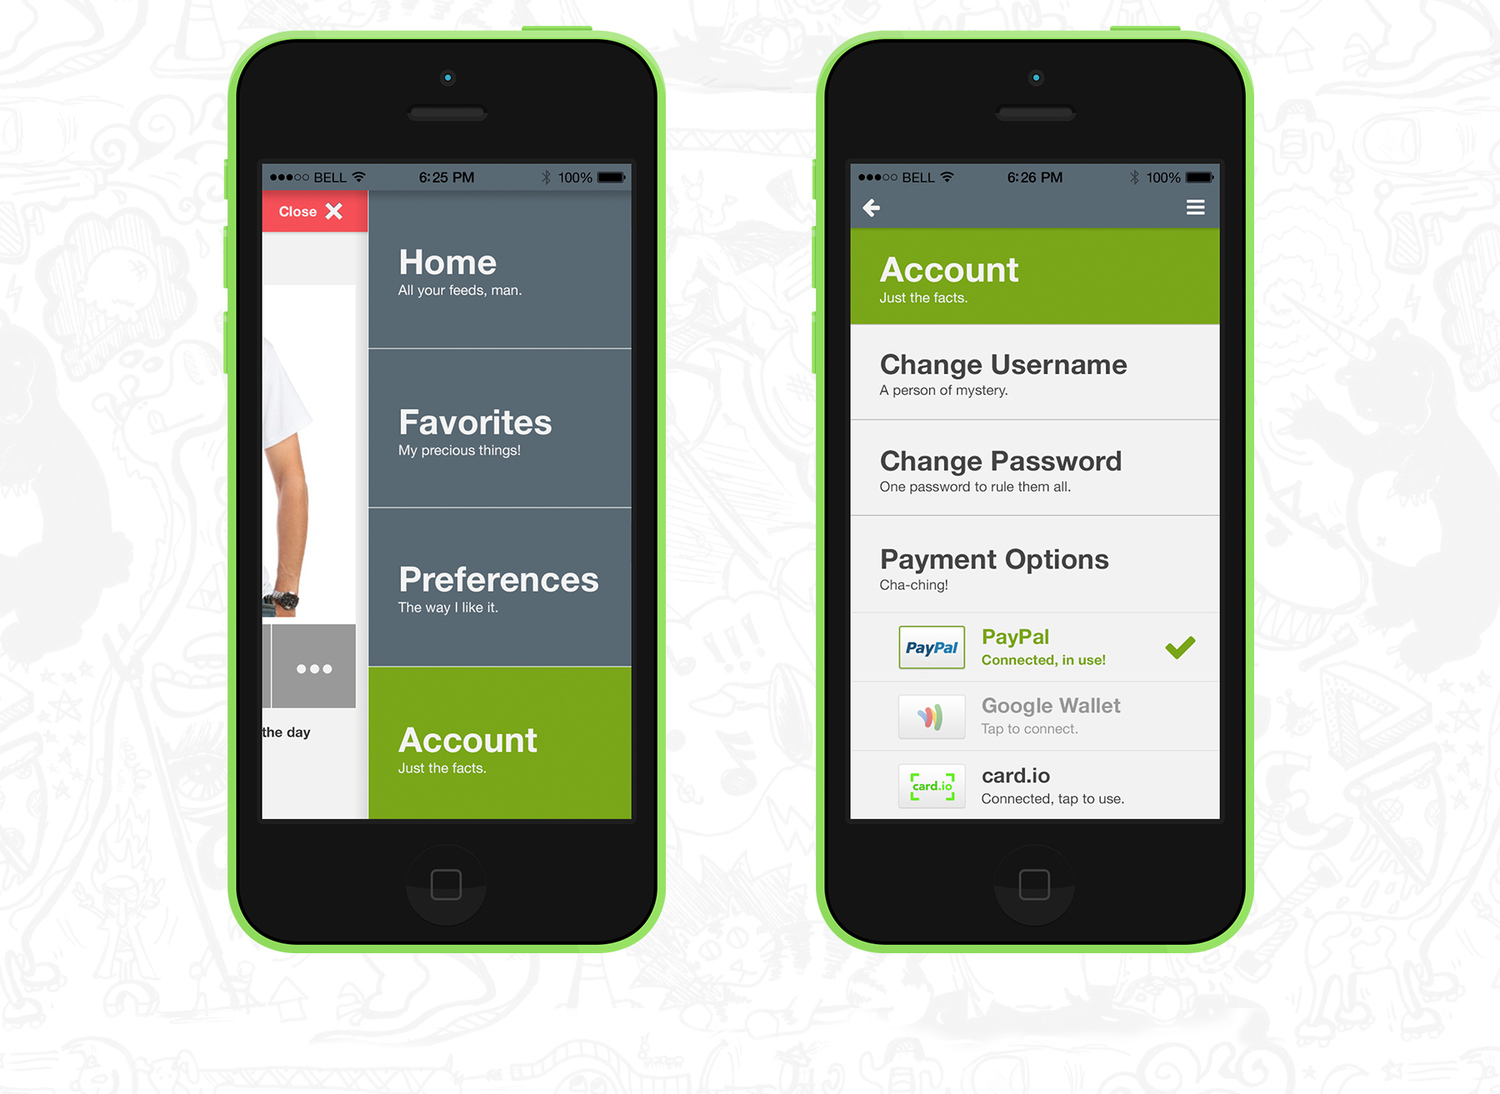 BELL
6:25 PM
100%
Close
Home
All your feeds, man.
Favorites
My precious things!
Preferences
The way I like it.
the day
Account
Just the facts.
BELL
6:26 PM
100%
Account
Just the facts.
Change Username
A person of mystery.
Change Password
One password to rule them all.
Payment Options
Cha-ching!
PayPal
PayPal
Connected, in use!
Google Wallet
Tap to connect.
card.io
card.io
Connected, tap to use.